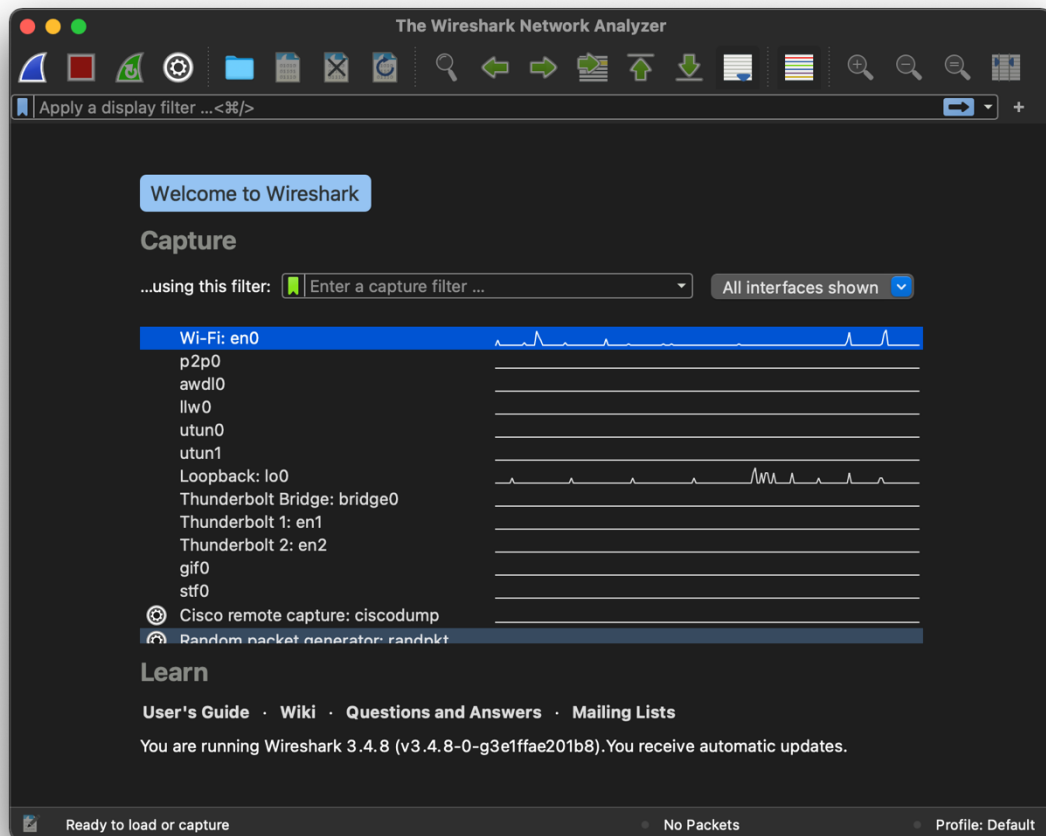 The Wireshark Network Analyzer
Apply a display filter ...<⌘/>
+
Welcome to Wireshark
Capture
...using this filter: Enter a capture filter ... All interfaces shown
Wi-Fi: en0
p2p0
awdl0
llw0
utun0
utun1
Loopback: lo0
Thunderbolt Bridge: bridge0
Thunderbolt 1: en1
Thunderbolt 2: en2
gif0
stf0
Cisco remote capture: ciscodump
Random packet generator: randpkt
Learn
User's Guide · Wiki · Questions and Answers · Mailing Lists
You are running Wireshark 3.4.8 (v3.4.8-0-g3e1ffae201b8).You receive automatic updates.
Ready to load or capture No Packets Profile: Default